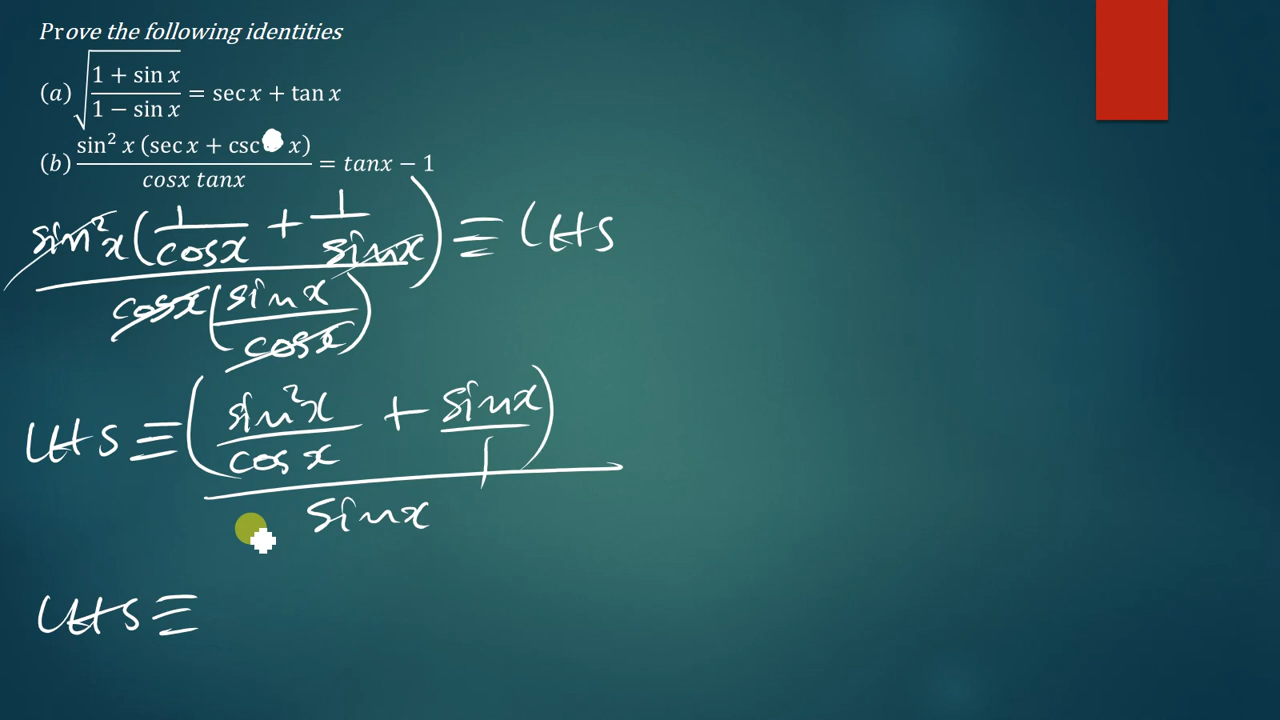 Prove the following identities
(a) √((1 + sin x)/(1 − sin x)) = sec x + tan x
(b) (sin² x (sec x + csc x))/(cosx tanx) = tanx − 1
(sin²x (1/cosx + 1/sinx))/(cosx (sinx/cosx)) ≡ LHS
LHS ≡ (sin²x/cosx + sinx/1)/sinx
LHS ≡